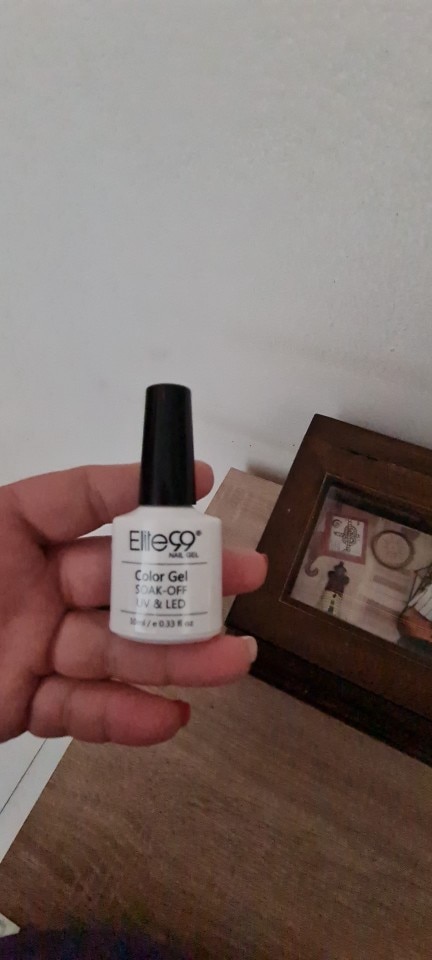 Elite99®
NAIL GEL
Color Gel
SOAK-OFF
UV & LED
10ml / e 0.33 fl oz